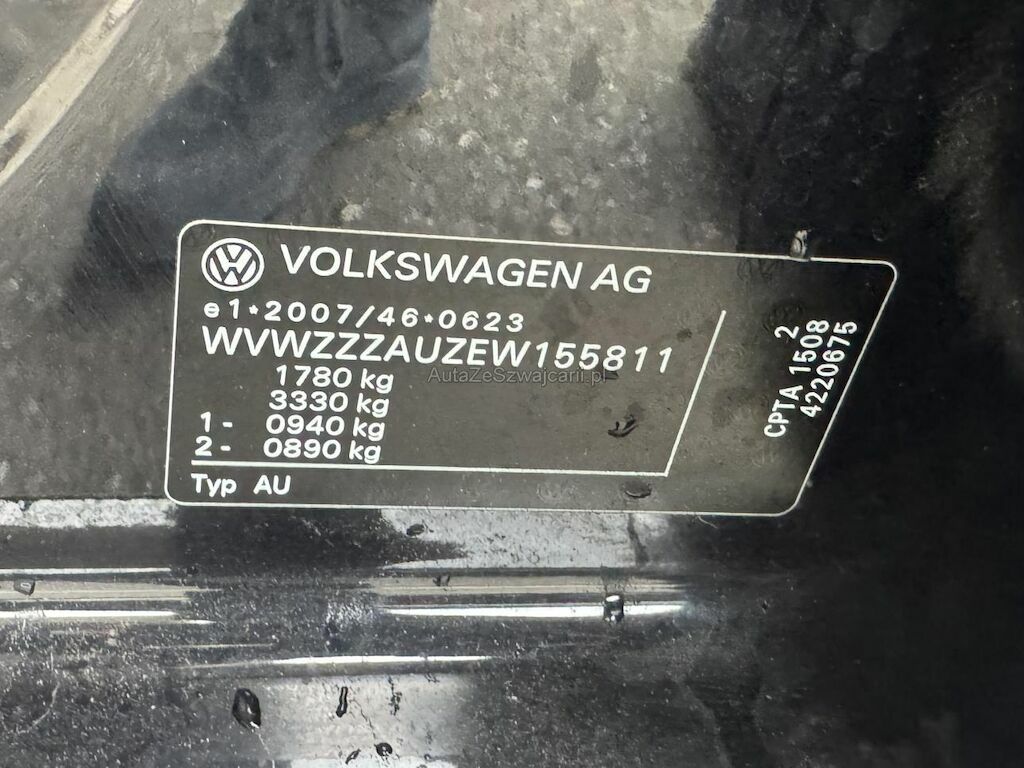 VOLKSWAGEN AG
e1*2007/46*0623
WVWZZZAUZEW155811
1780 kg
3330 kg
1- 0940 kg
2- 0890 kg
Typ AU
2
CPTA 1508
4220675
AutaZeSzwajcarii.pl